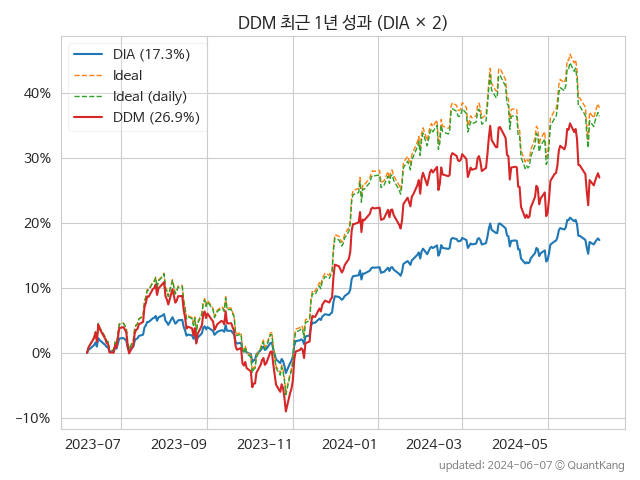 DDM 최근 1년 성과 (DIA × 2)
DIA (17.3%)
Ideal
Ideal (daily)
DDM (26.9%)
40%
30%
20%
10%
0%
−10%
2023-07 2023-09 2023-11 2024-01 2024-03 2024-05
updated: 2024-06-07 © QuantKang